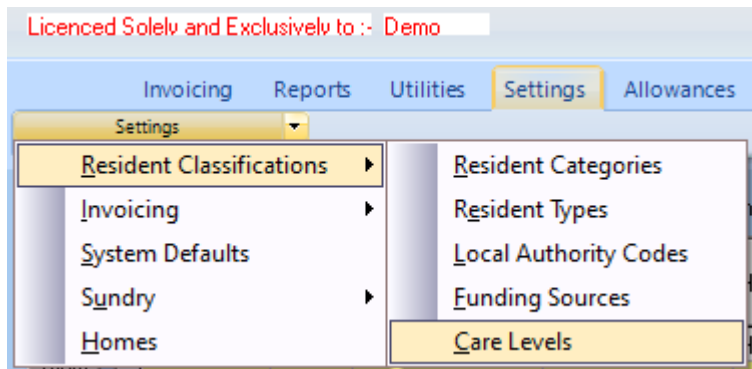 Licenced Solely and Exclusively to :- Demo
Invoicing Reports Utilities Settings Allowances
Settings
Resident Classifications
Invoicing
System Defaults
Sundry
Homes
Resident Categories
Resident Types
Local Authority Codes
Funding Sources
Care Levels